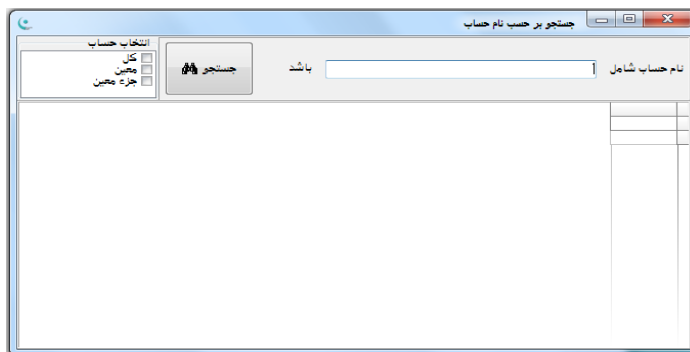 جستجو بر حسب نام حساب
نام حساب شامل
باشد
جستجو
انتخاب حساب
کل
معین
جزء معین